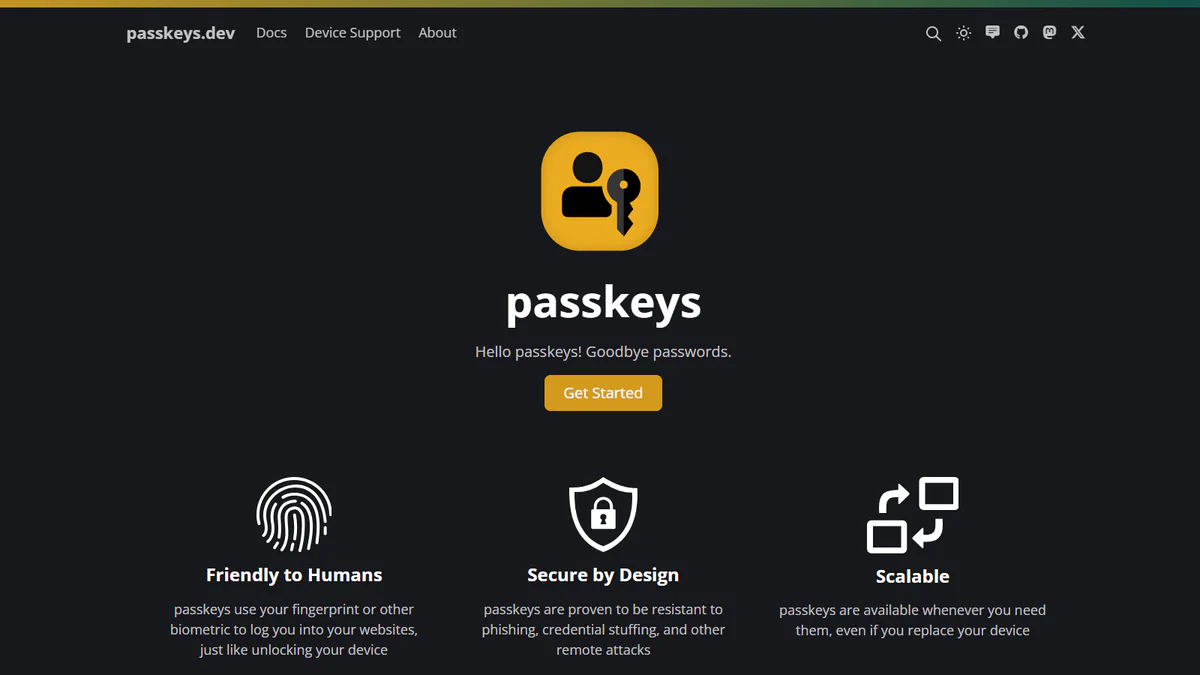 passkeys.dev Docs Device Support About
passkeys
Hello passkeys! Goodbye passwords.
Get Started
Friendly to Humans
passkeys use your fingerprint or other
biometric to log you into your websites,
just like unlocking your device
Secure by Design
passkeys are proven to be resistant to
phishing, credential stuffing, and other
remote attacks
Scalable
passkeys are available whenever you need
them, even if you replace your device